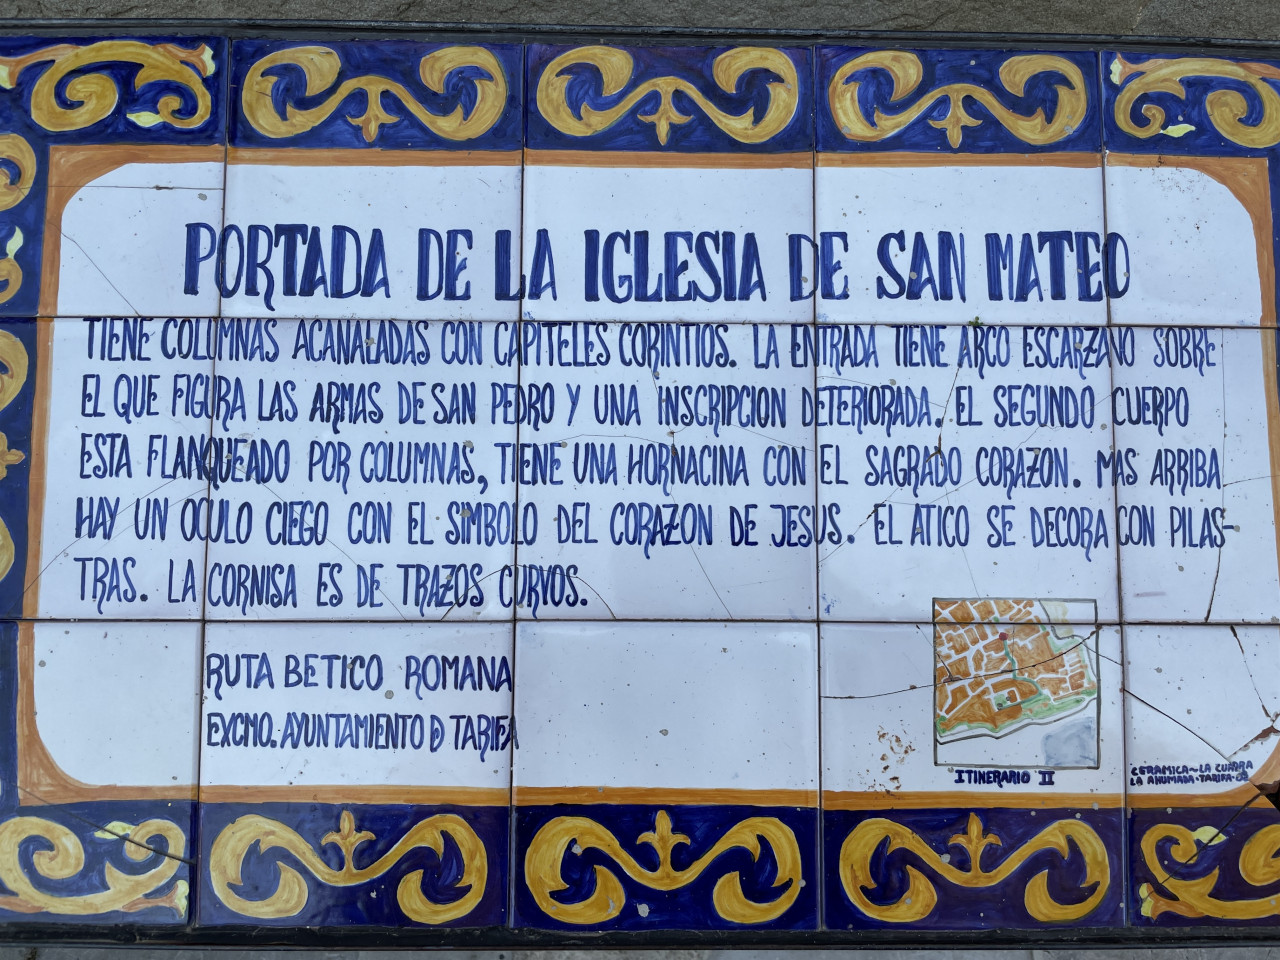 PORTADA DE LA IGLESIA DE SAN MATEO
TIENE COLUMNAS ACANALADAS CON CAPITELES CORINTIOS. LA ENTRADA TIENE ARCO ESCARZANO SOBRE
EL QUE FIGURA LAS ARMAS DE SAN PEDRO Y UNA INSCRIPCION DETERIORADA. EL SEGUNDO CUERPO
ESTA FLANQUEADO POR COLUMNAS, TIENE UNA HORNACINA CON EL SAGRADO CORAZON. MAS ARRIBA
HAY UN OCULO CIEGO CON EL SIMBOLO DEL CORAZON DE JESUS. EL ATICO SE DECORA CON PILAS-
TRAS. LA CORNISA ES DE TRAZOS CURVOS.
RUTA BETICO ROMANA
EXCMO. AYUNTAMIENTO D TARIFA
ITINERARIO II
CERAMICA~LA CUADRA
LA AHUMADA·TARIFA·